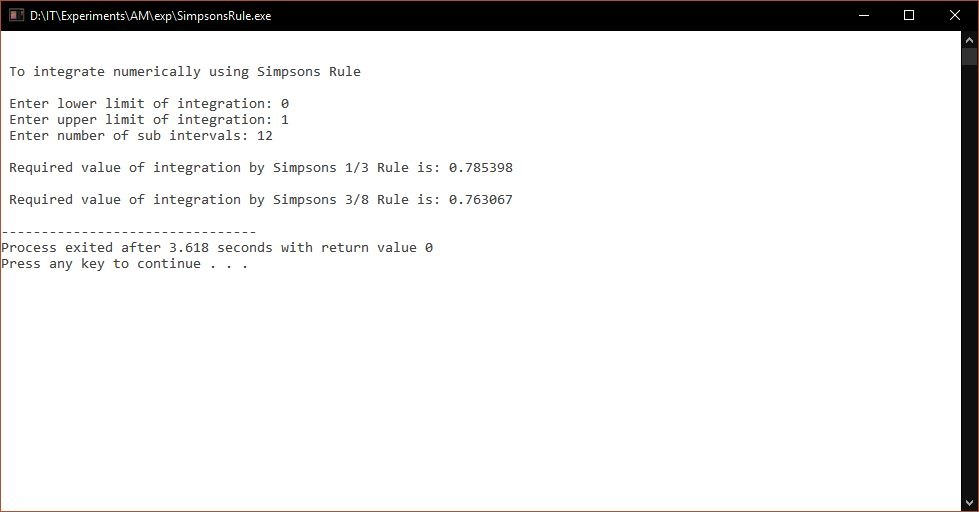 D:\IT\Experiments\AM\exp\SimpsonsRule.exe
To integrate numerically using Simpsons Rule
Enter lower limit of integration: 0
Enter upper limit of integration: 1
Enter number of sub intervals: 12
Required value of integration by Simpsons 1/3 Rule is: 0.785398
Required value of integration by Simpsons 3/8 Rule is: 0.763067
--------------------------------
Process exited after 3.618 seconds with return value 0
Press any key to continue . . .